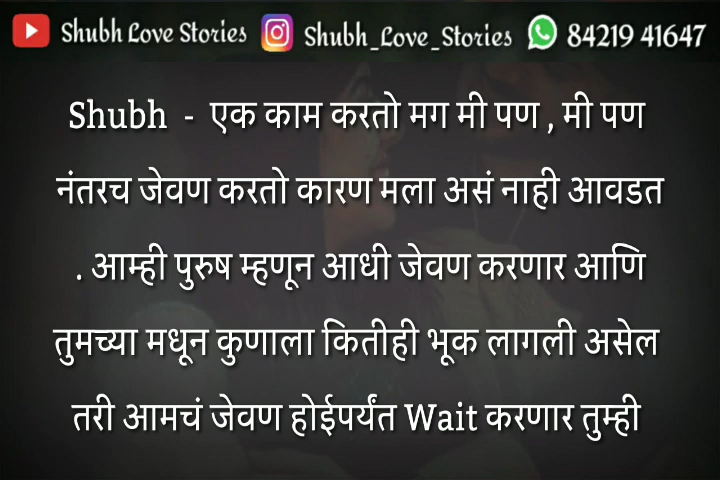 Shubh Love Stories Shubh_Love_Stories 84219 41647
Shubh - एक काम करतो मग मी पण , मी पण
नंतरच जेवण करतो कारण मला असं नाही आवडत
. आम्ही पुरुष म्हणून आधी जेवण करणार आणि
तुमच्या मधून कुणाला कितीही भूक लागली असेल
तरी आमचं जेवण होईपर्यंत Wait करणार तुम्ही